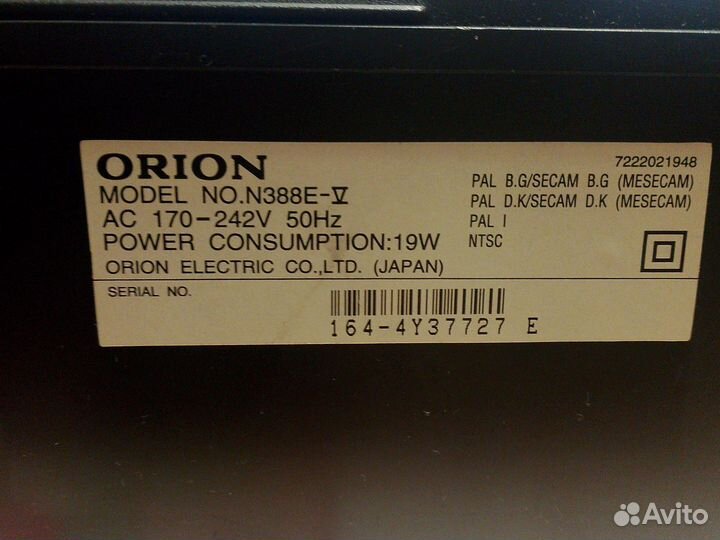 ORION
7222021948
MODEL NO.N388E-V
PAL B.G/SECAM B.G (MESECAM)
AC 170-242V 50Hz
PAL D.K/SECAM D.K (MESECAM)
PAL I
POWER CONSUMPTION:19W
NTSC
ORION ELECTRIC CO.,LTD. (JAPAN)
SERIAL NO.
164-4Y37727 E
Avito